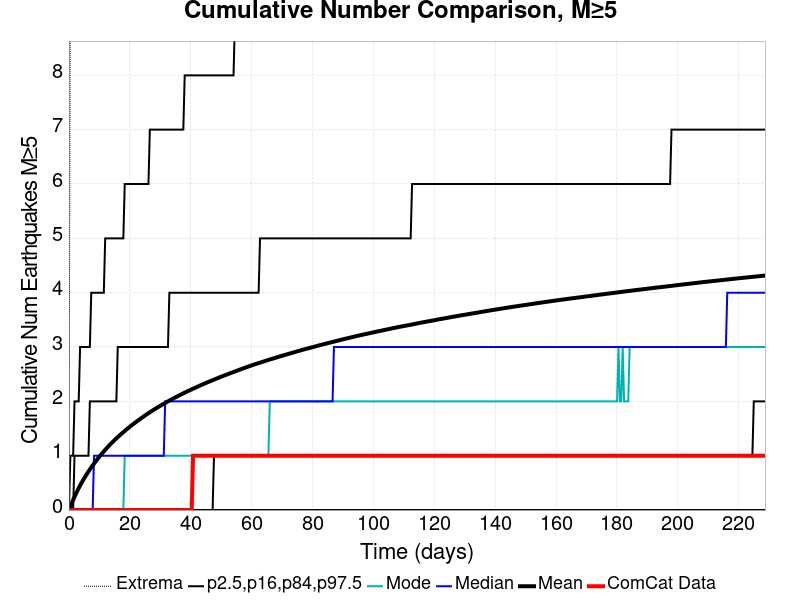 Cumulative Number Comparison, M≥5
Cumulative Num Earthquakes M≥5
8
7
6
5
4
3
2
1
0
0 20 40 60 80 100 120 140 160 180 200 220
Time (days)
Extrema p2.5,p16,p84,p97.5 Mode Median Mean ComCat Data